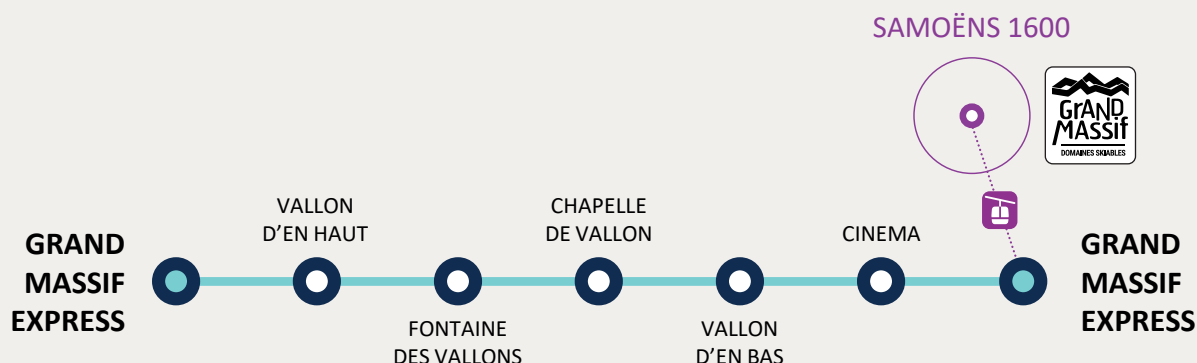 SAMOËNS 1600
GrAND
MASSif
DOMAINES SKIABLES
GRAND
MASSIF
EXPRESS
VALLON
D’EN HAUT
FONTAINE
DES VALLONS
CHAPELLE
DE VALLON
VALLON
D’EN BAS
CINEMA
GRAND
MASSIF
EXPRESS